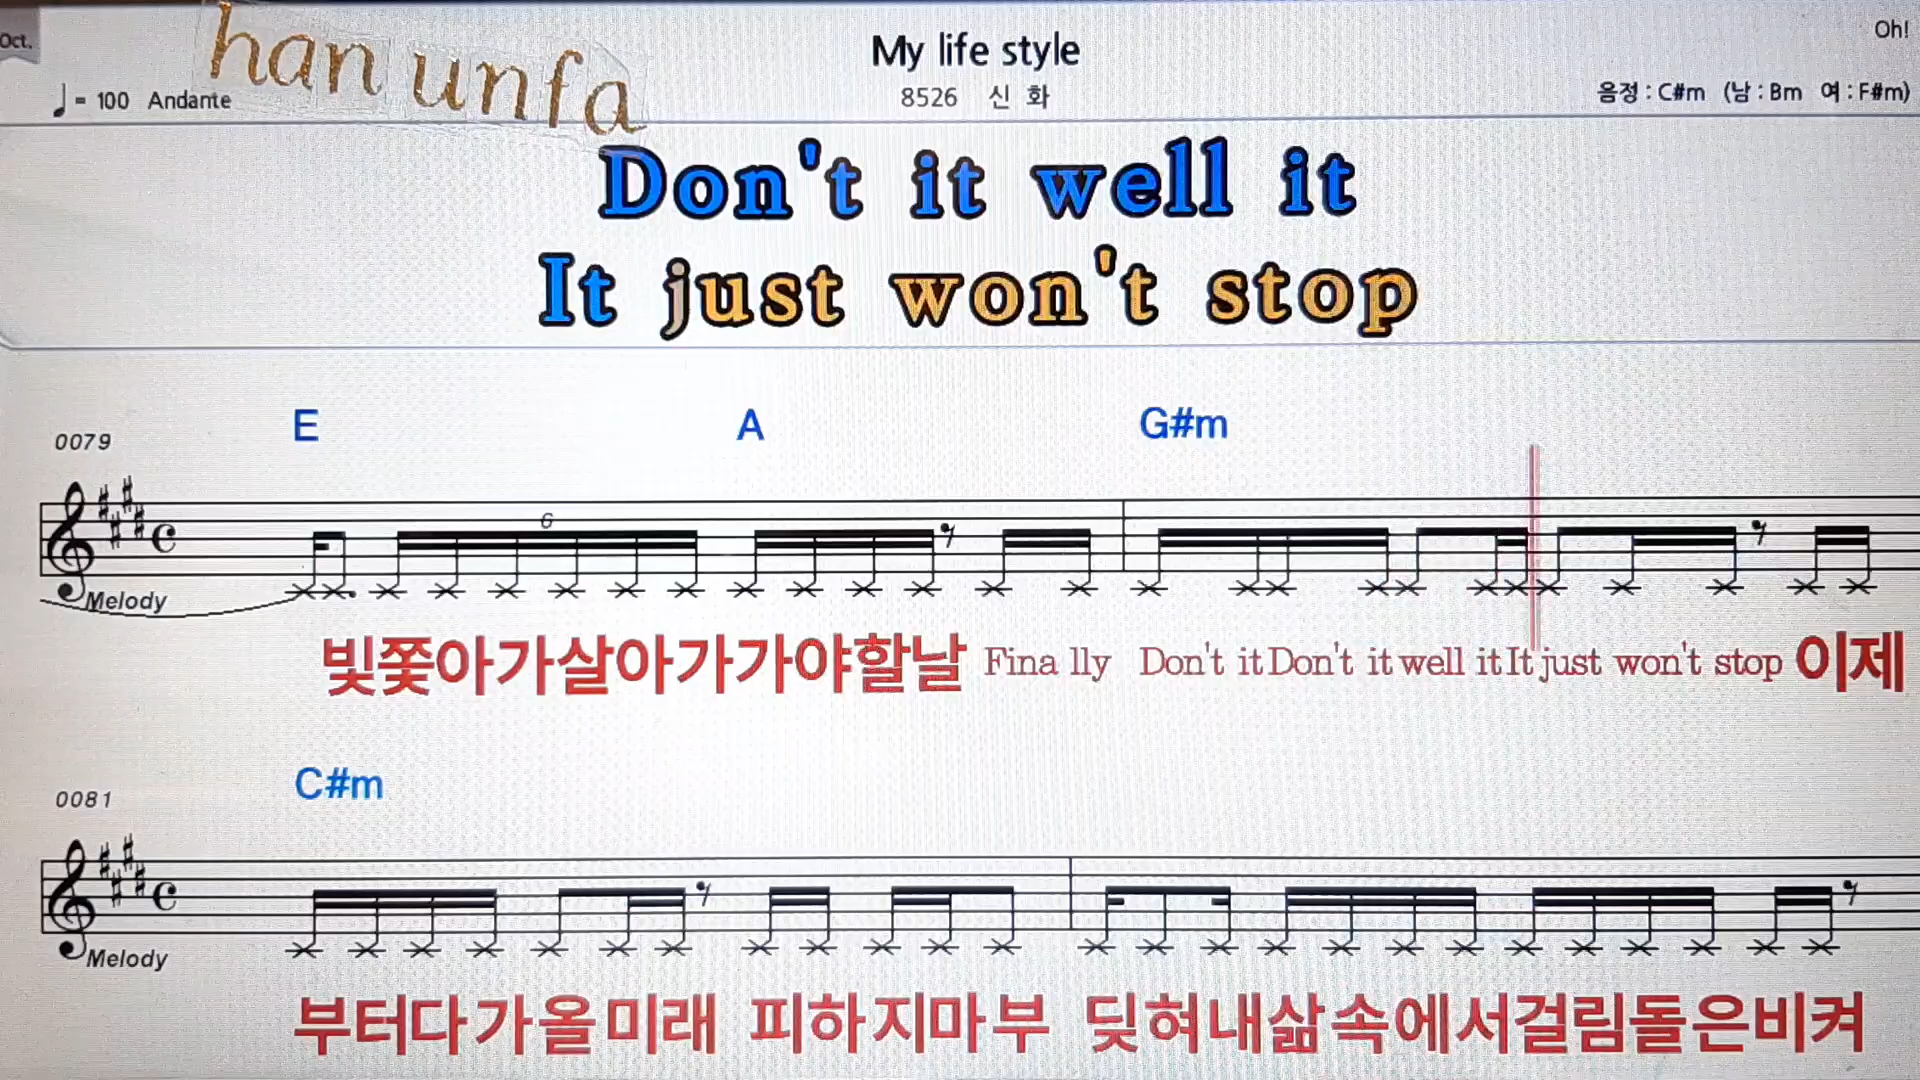 Oct.
han unfa
My life style
Oh!
= 100 Andante
8526 신 화
음정 : C#m (남 : Bm 여 : F#m)
Don't it well it
It just won't stop
E A G#m
0079
6
Melody
빛쫓아가살아가가야할날 Fina lly Don't it Don't it well it It just won't stop 이제
C#m
0081
Melody
부터다가올미래 피하지마부 딪혀내삶속에서걸림돌은비켜